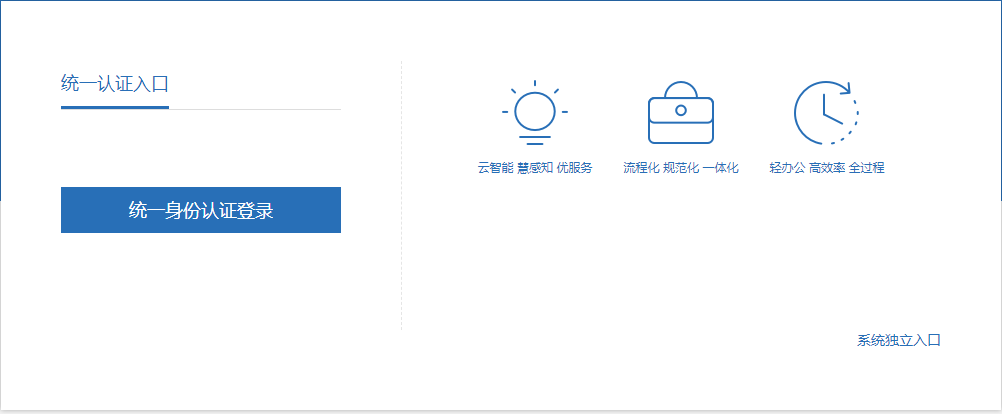 统一认证入口
统一身份认证登录
云智能 慧感知 优服务
流程化 规范化 一体化
轻办公 高效率 全过程
系统独立入口